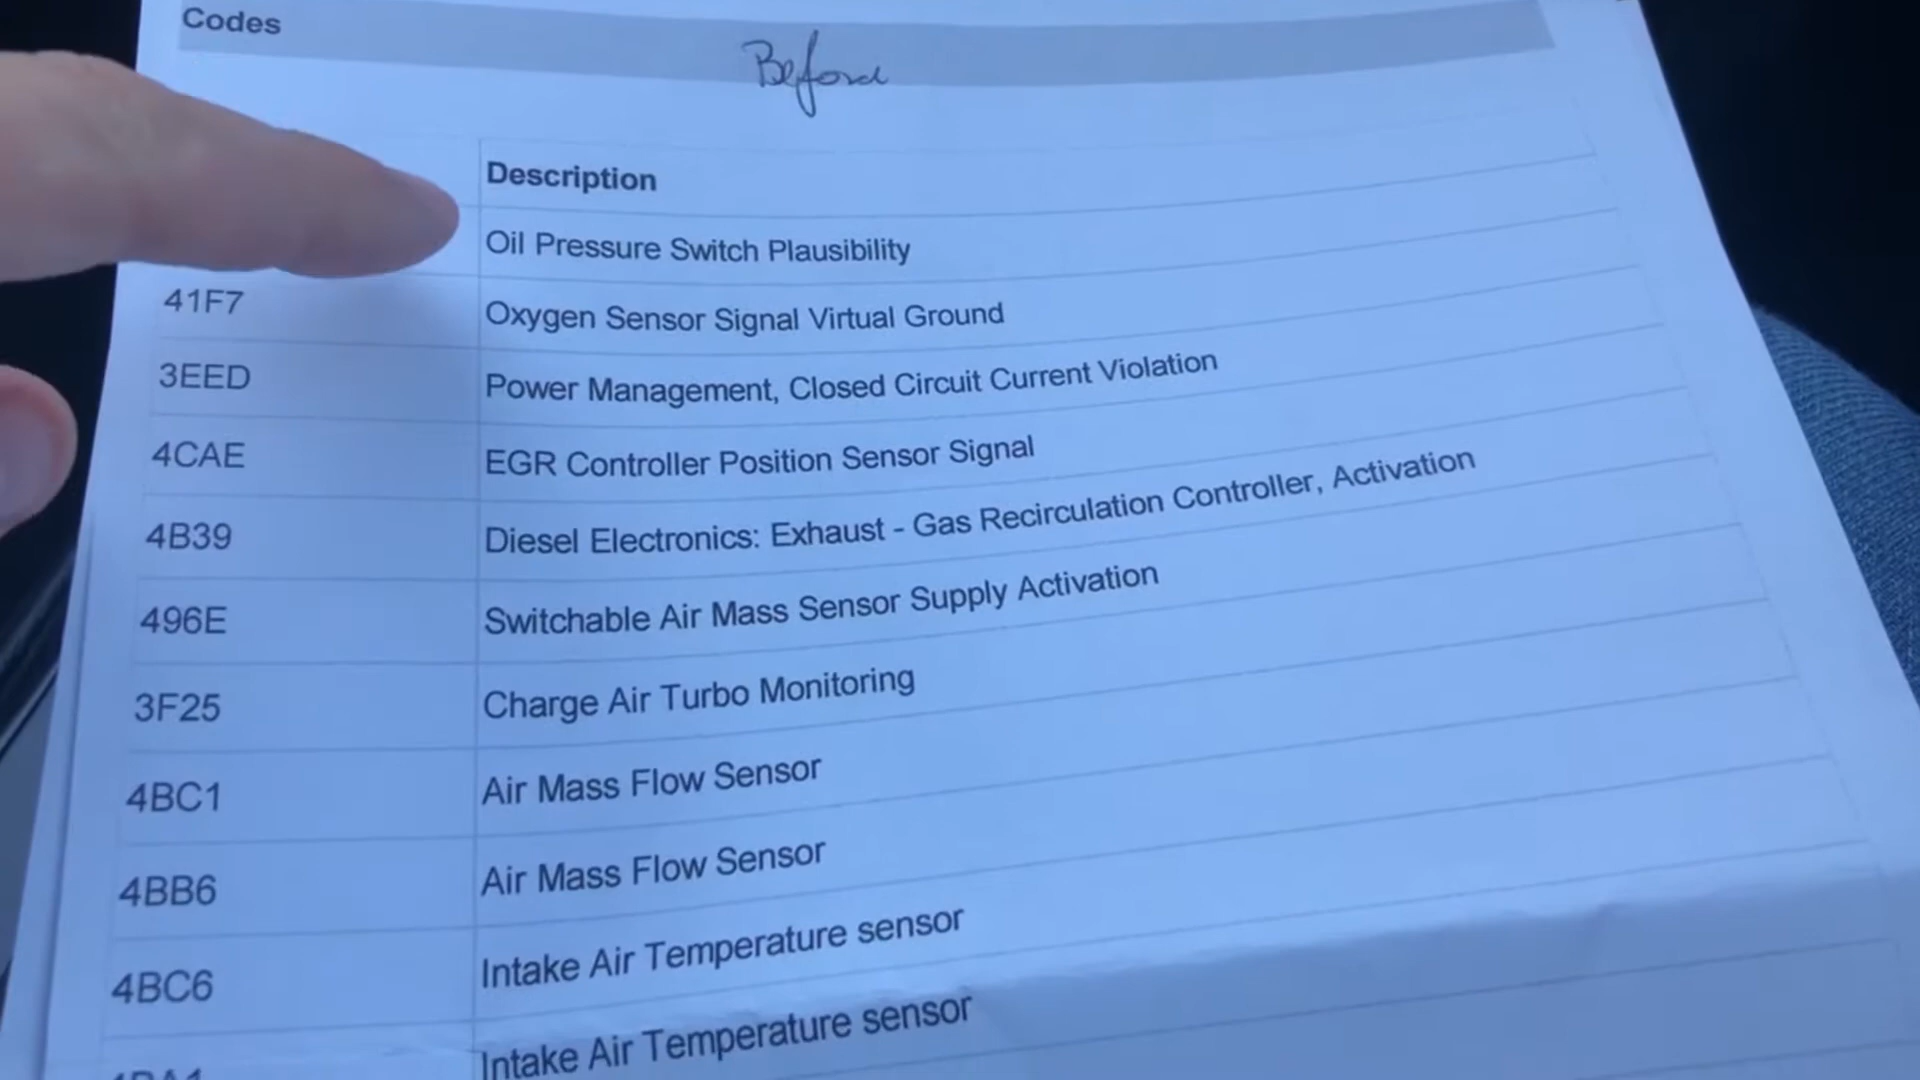 Codes
Description
Oil Pressure Switch Plausibility
41F7 Oxygen Sensor Signal Virtual Ground
3EED Power Management, Closed Circuit Current Violation
4CAE EGR Controller Position Sensor Signal
4B39 Diesel Electronics: Exhaust - Gas Recirculation Controller, Activation
496E Switchable Air Mass Sensor Supply Activation
3F25 Charge Air Turbo Monitoring
4BC1 Air Mass Flow Sensor
4BB6 Air Mass Flow Sensor
4BC6 Intake Air Temperature sensor
Intake Air Temperature sensor